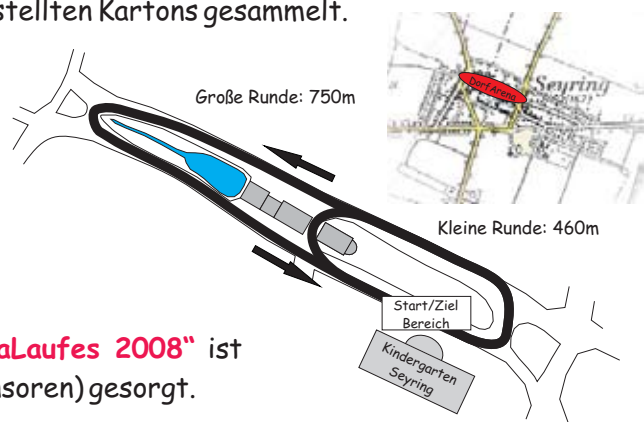 stellten Kartons gesammelt.
Große Runde: 750m
DorfArena
Seyring
Kleine Runde: 460m
Start/Ziel
Bereich
Kindergarten
Seyring
aLaufes 2008“ ist
soren) gesorgt.